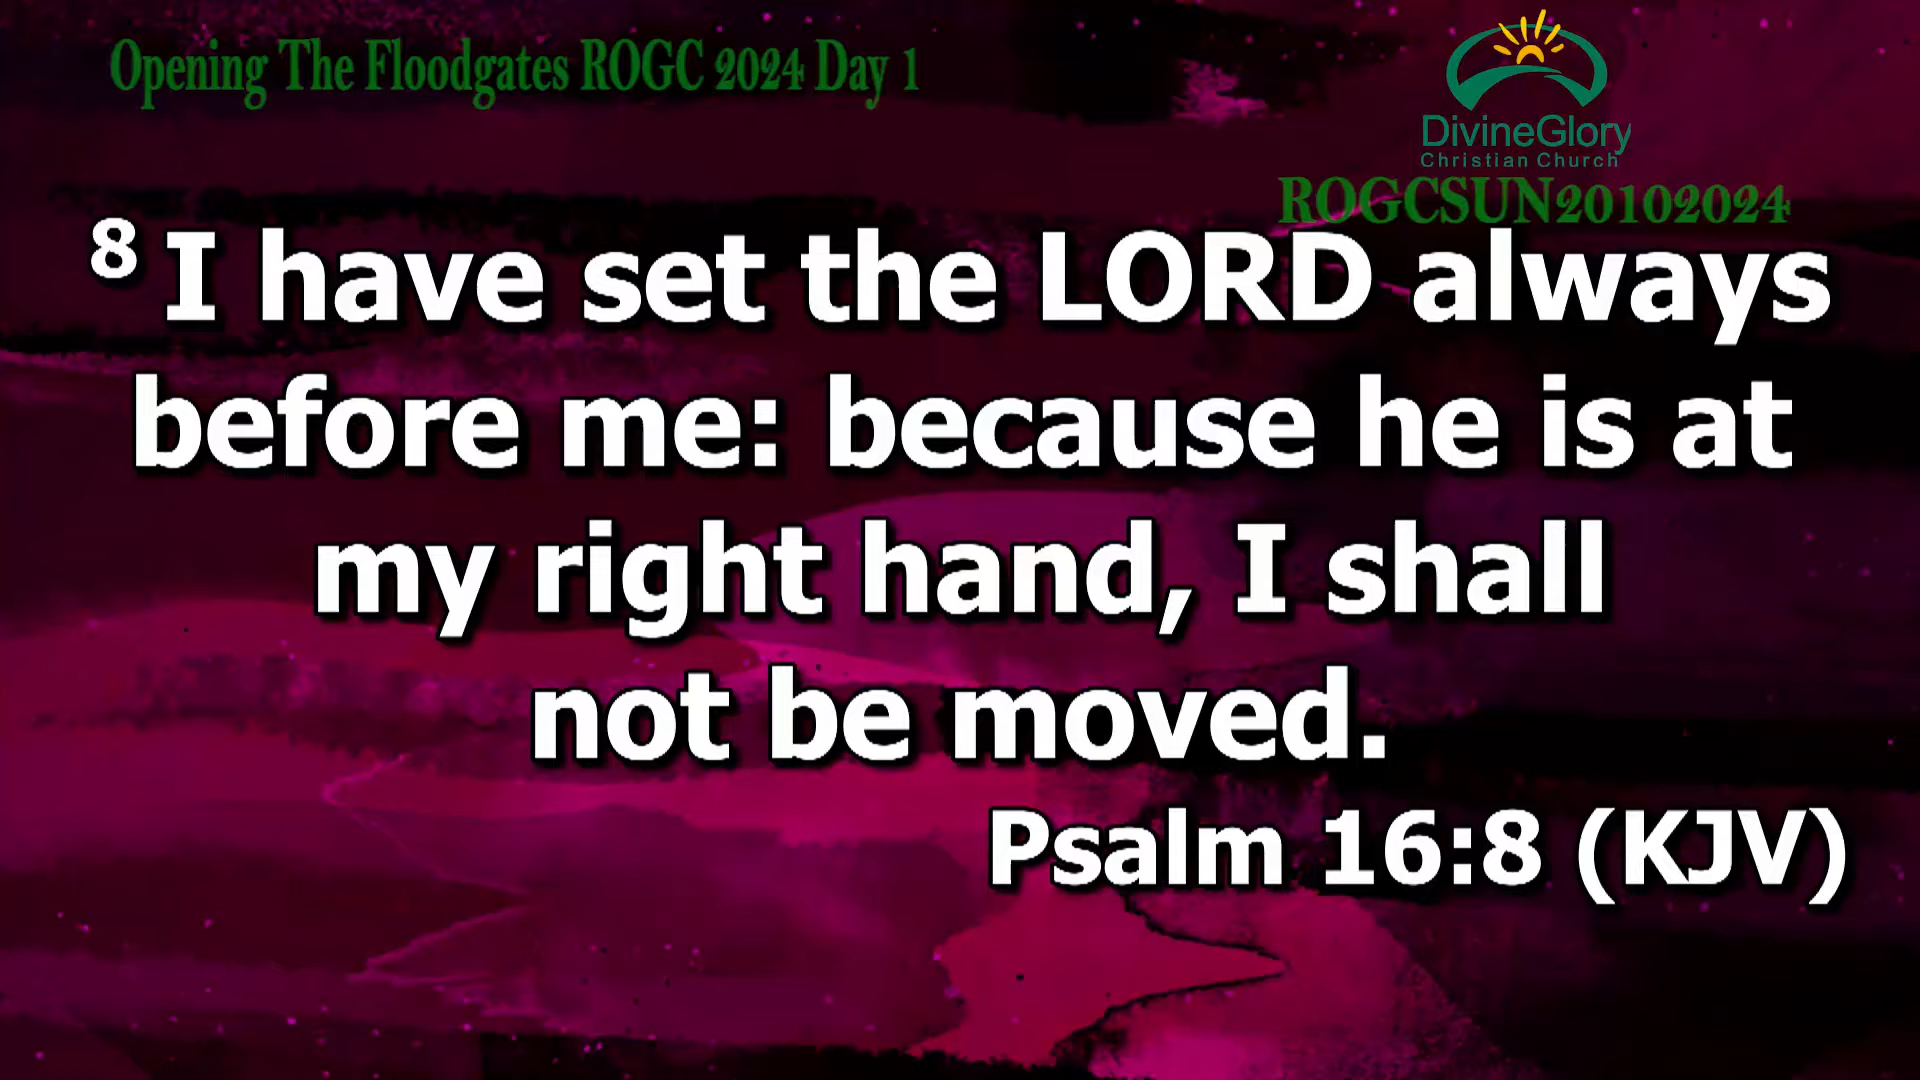 Opening The Floodgates ROGC 2024 Day 1
DivineGlory
Christian Church
ROGCSUN20102024
8 I have set the LORD always
before me: because he is at
my right hand, I shall
not be moved.
Psalm 16:8 (KJV)